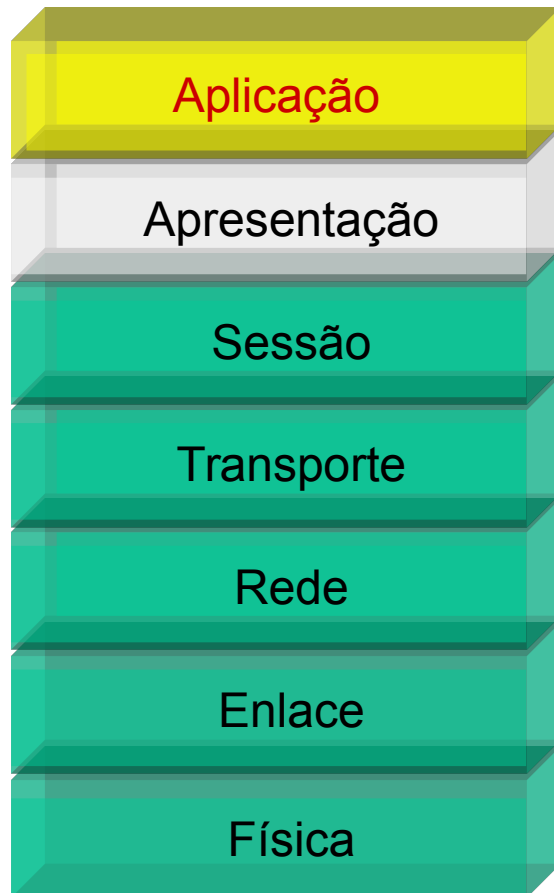 Aplicação
Apresentação
Sessão
Transporte
Rede
Enlace
Física